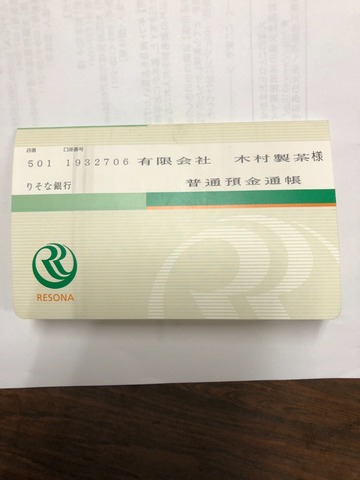 店番 口座番号
501 1932706 有限会社 木村製茶様
りそな銀行 普通預金通帳
RESONA